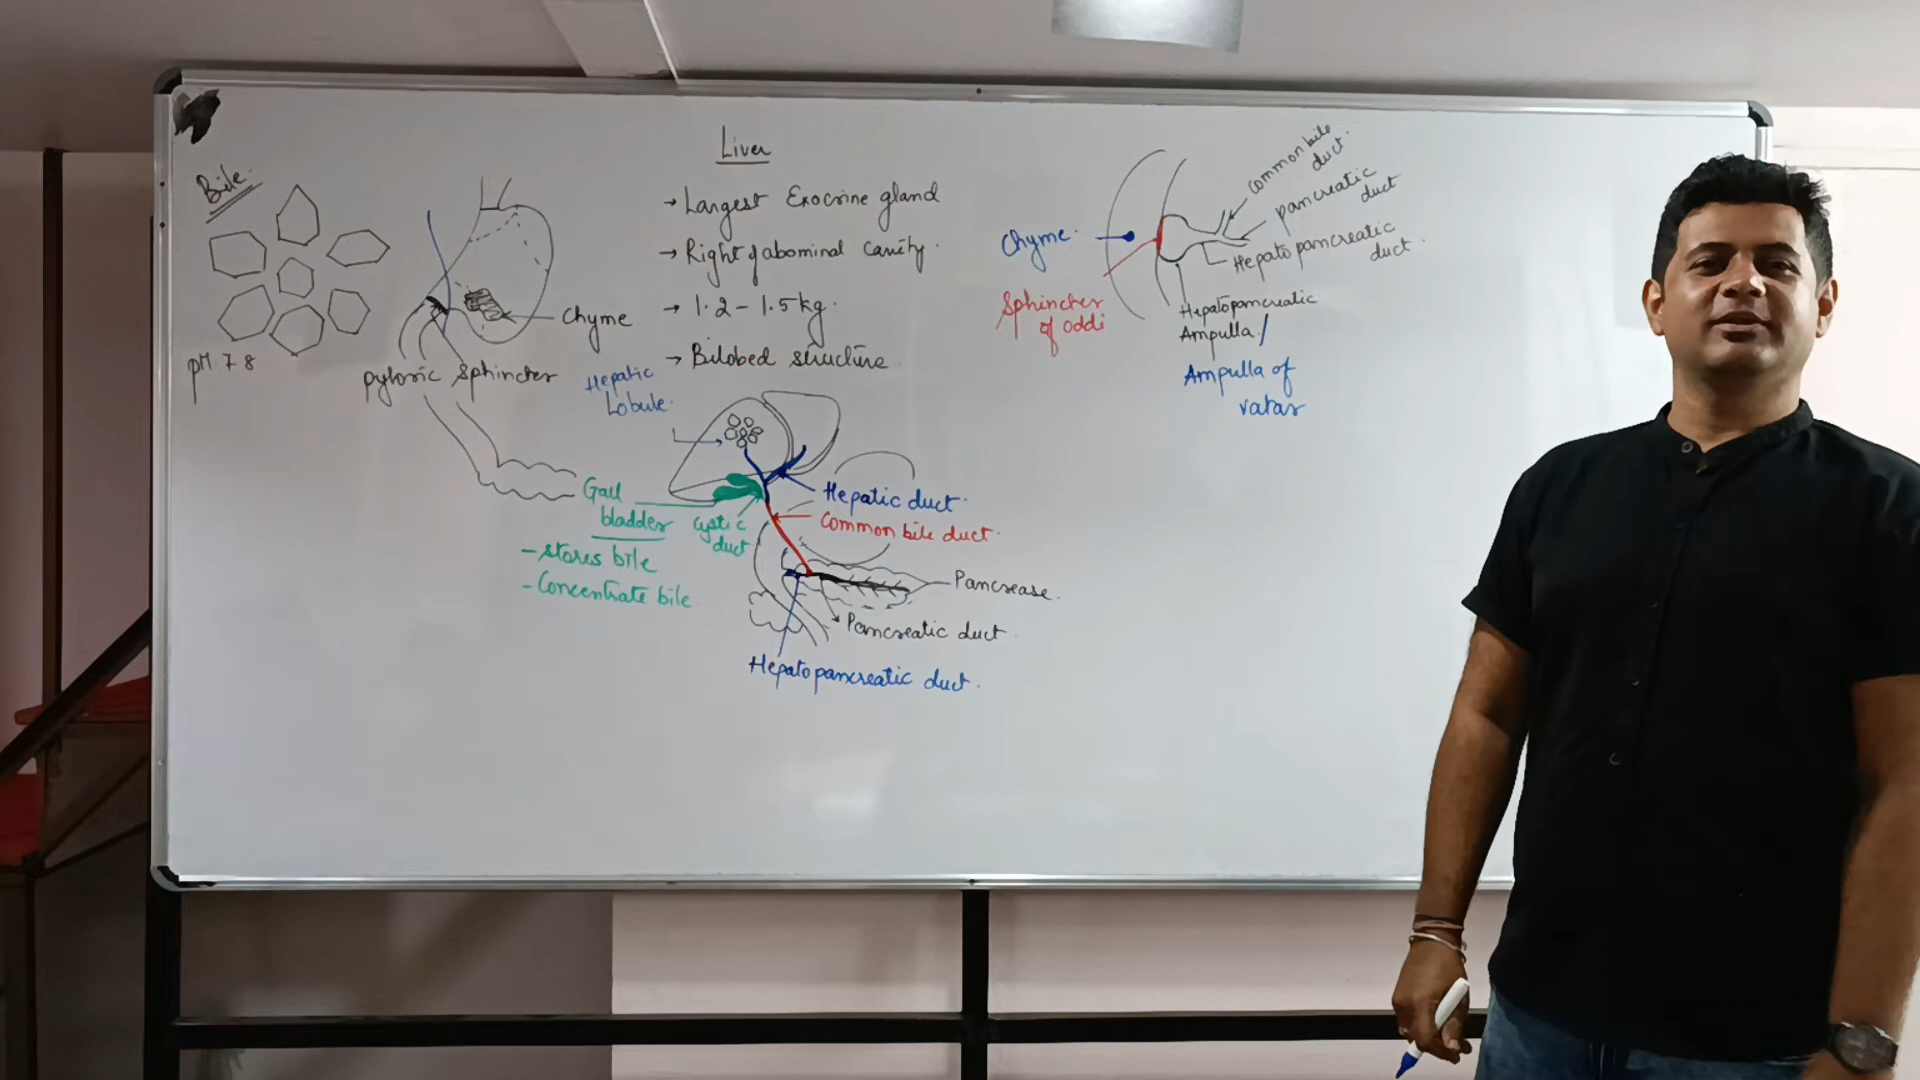 Liver
→ Largest Exocrine gland
→ Right of abominal cavity.
→ 1.2 - 1.5 kg.
→ Bilobed structure.
Bile.
pH 7 8
Chyme
pyloric Sphincter
Hepatic
Lobule.
Gall
bladder
- stores bile
- Concentrate bile
Cystic
duct
Hepatic duct.
Common bile duct.
Pancrease.
Pancreatic duct
Hepatopancreatic duct.
Chyme.
Sphincter
of oddi
Common bile
duct.
pancreatic
duct
Hepato pancreatic
duct.
Hepatopancreatic
Ampulla /
Ampulla of
vatar